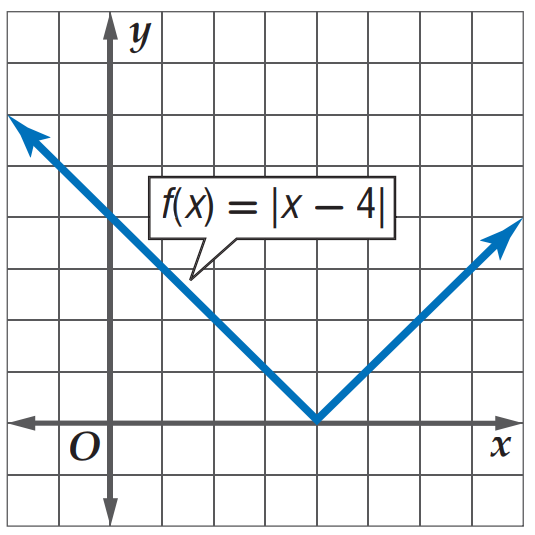 y
f(x) = |x − 4|
O
x